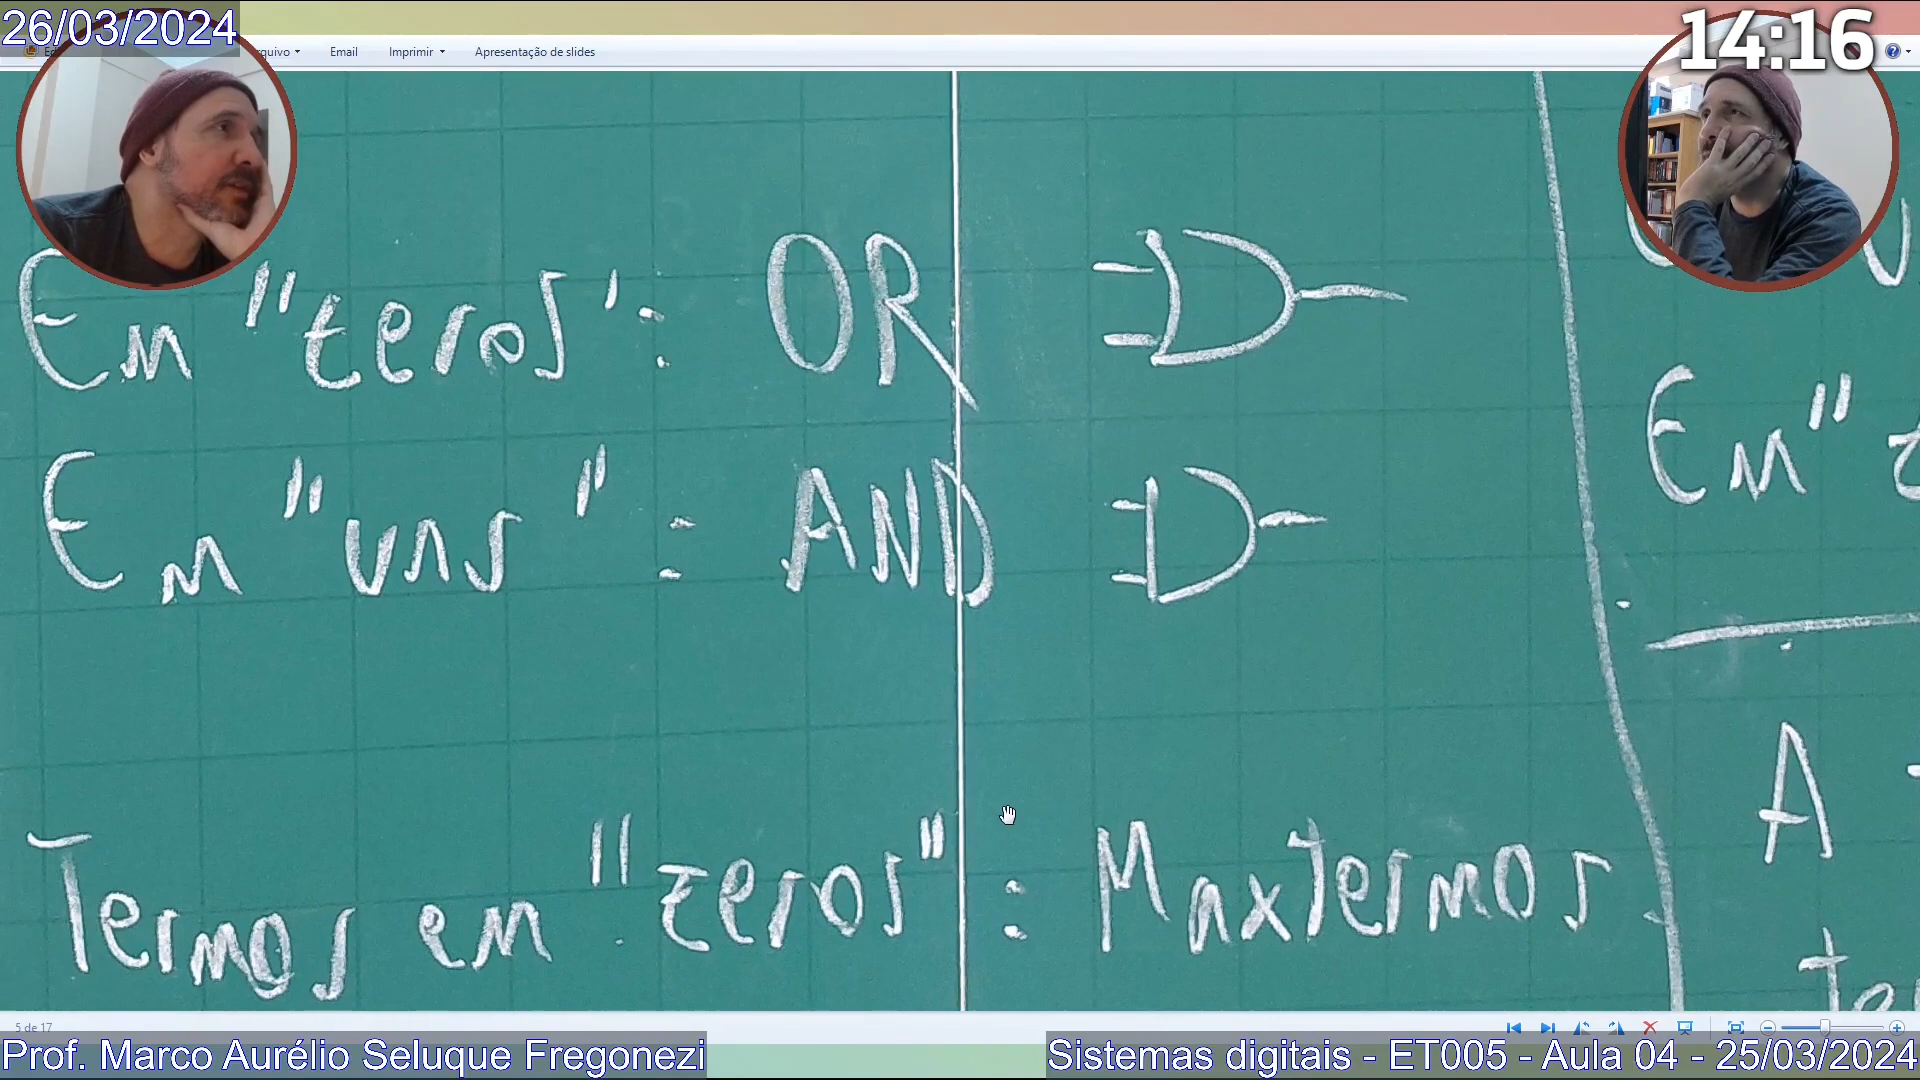 26/03/2024
14:16
Email
Imprimir
Apresentação de slides
Em "zeros": OR
Em "uns": AND
Termos em "zeros": Maxtermos
Em "
A
5 de 17
Prof. Marco Aurélio Seluque Fregonezi
Sistemas digitais - ET005 - Aula 04 - 25/03/2024